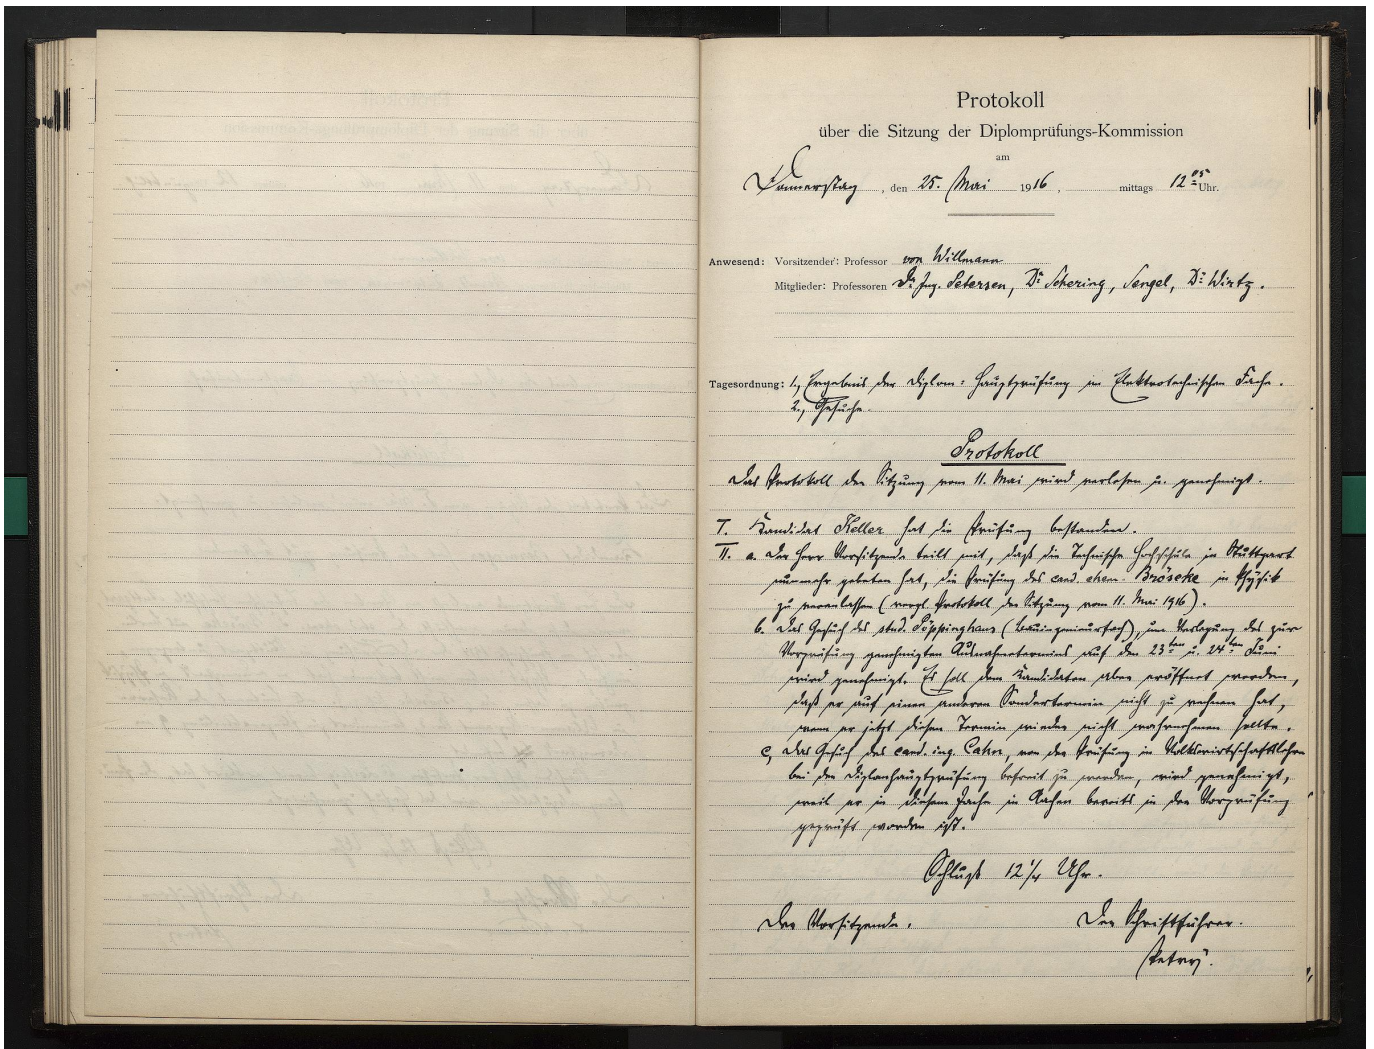 Protokoll
über die Sitzung der Diplomprüfungs-Kommission
am
Donnerstag, den 25. Mai 1916, mittags 12 05 Uhr.
Anwesend: Vorsitzender: Professor von Willmann
Mitglieder: Professoren Dr. Ing. Petersen, Dr. Schering, Sengel, Dr. Wirtz.
Tagesordnung: 1., Ergebnis der Diplom-Hauptprüfung im Elektrotechnischen Fache.
2., Gesuche.
Protokoll
Das Protokoll der Sitzung vom 11. Mai wird verlesen u. genehmigt.
I. Kandidat Keller hat die Prüfung bestanden.
II. a. Der Herr Vorsitzende teilt mit, daß die Technische Hochschule in Stuttgart
nunmehr gebeten hat, die Prüfung des cand. chem. Bröseke in Physik
zu veranlassen (vergl. Protokoll der Sitzung vom 11. Mai 1916).
b. Das Gesuch des stud. Pöppinghaus (Bauingenieurfach), um Verlegung des zur
Vorprüfung genehmigten Ausnahmetermins auf den 23ten u. 24ten Juni
wird genehmigt. Es soll dem Kandidaten aber eröffnet werden,
daß er auf einen anderen Sondertermin nicht zu rechnen hat,
wenn er jetzt diesen Termin wieder nicht wahrnehmen sollte.
c, Das Gesuch des cand. ing. Cahn, von der Prüfung in Volkswirtschaftslehre
bei der Diplomhauptprüfung befreit zu werden, wird genehmigt,
weil er in diesem Fache in Aachen bereits in der Vorprüfung
geprüft worden ist.
Schluß 12 1/4 Uhr.
Der Vorsitzende. Der Schriftführer.
Petry.